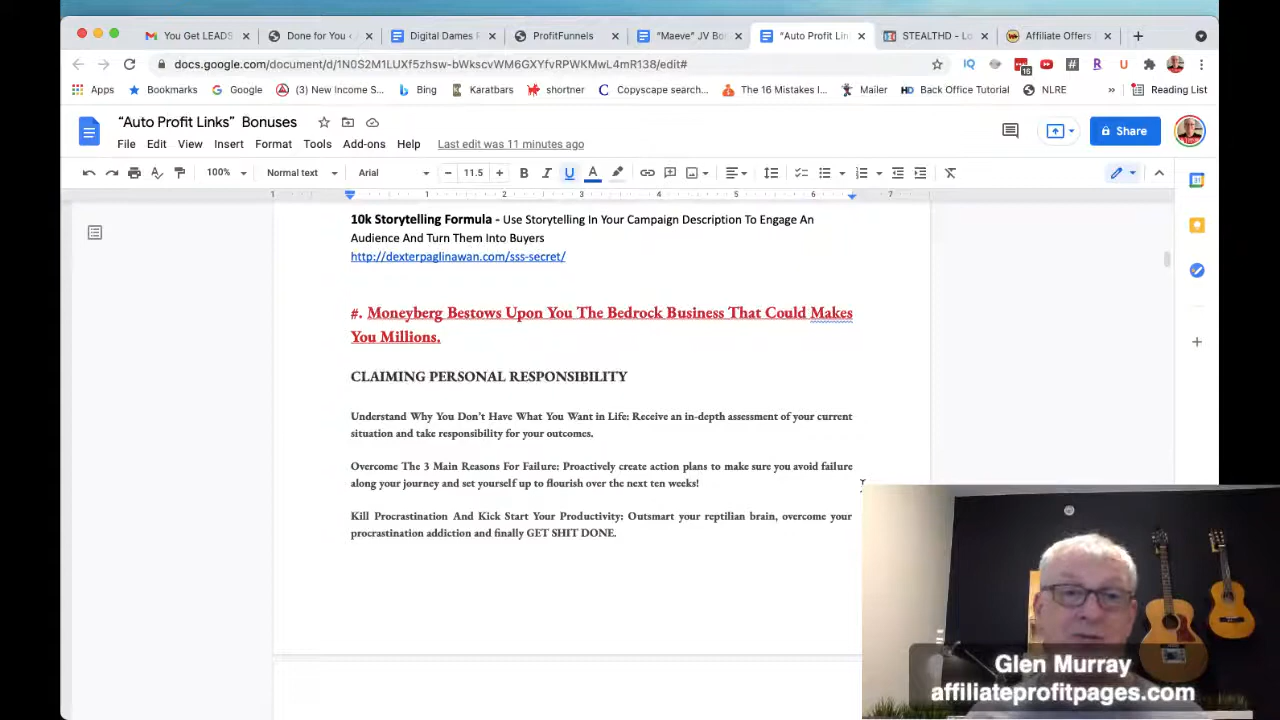 You Get LEADS
Done for You
Digital Dames P
ProfitFunnels
"Maeve" JV Bo
"Auto Profit Lin
STEALTHD - Lo
Affiliate Offers
docs.google.com/document/d/1N0S2M1LUXf5zhsw-bWkscvWM6GXYfvRPWKMwL4mR138/edit#
Apps
Bookmarks
Google
(3) New Income S...
Bing
Karatbars
shortner
Copyscape search...
The 16 Mistakes I...
Mailer
HD Back Office Tutorial
NLRE
»
Reading List
"Auto Profit Links" Bonuses
File Edit View Insert Format Tools Add-ons Help Last edit was 11 minutes ago
Share
100% Normal text Arial 11.5
1 1 2 3 4 5 6 7
10k Storytelling Formula - Use Storytelling In Your Campaign Description To Engage An
Audience And Turn Them Into Buyers
http://dexterpaglinawan.com/sss-secret/
#. Moneyberg Bestows Upon You The Bedrock Business That Could Makes
You Millions.
CLAIMING PERSONAL RESPONSIBILITY
Understand Why You Don't Have What You Want in Life: Receive an in-depth assessment of your current
situation and take responsibility for your outcomes.
Overcome The 3 Main Reasons For Failure: Proactively create action plans to make sure you avoid failure
along your journey and set yourself up to flourish over the next ten weeks!
Kill Procrastination And Kick Start Your Productivity: Outsmart your reptilian brain, overcome your
procrastination addiction and finally GET SHIT DONE.
Glen Murray
affiliateprofitpages.com